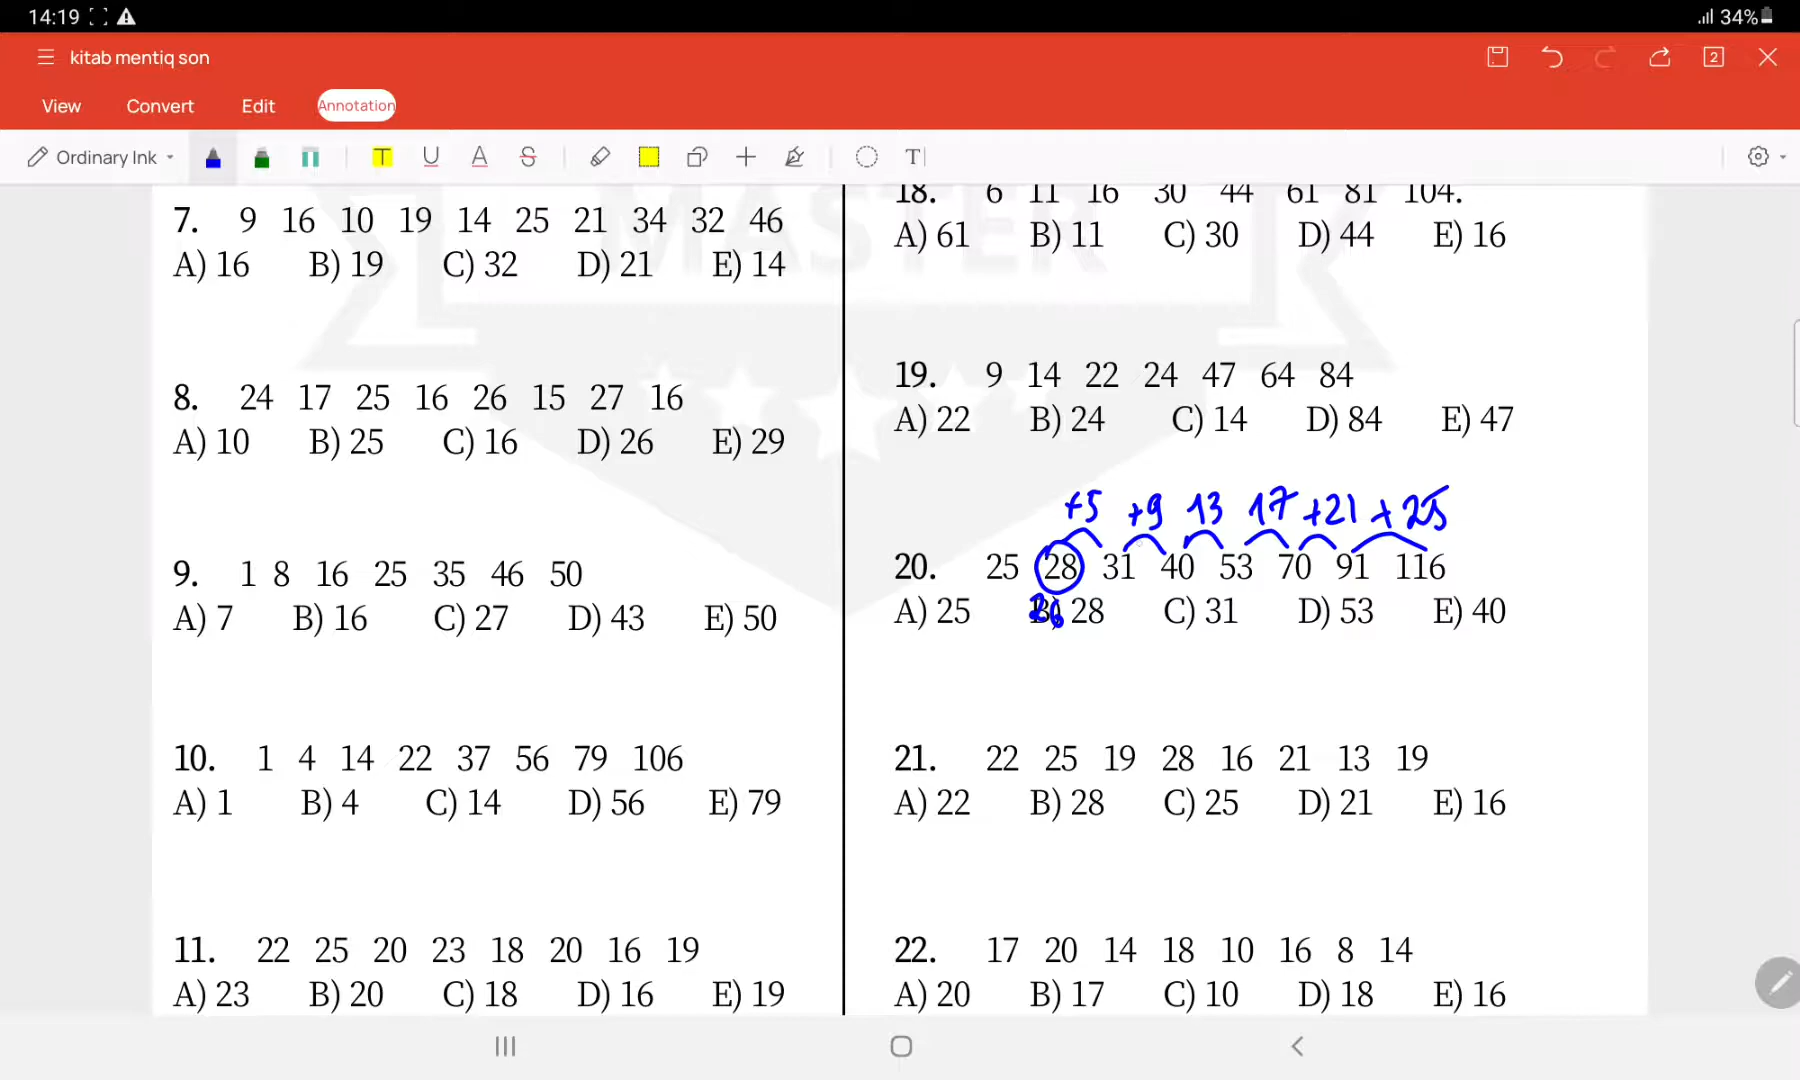 14:19 34%
kitab mentiq son 2
View Convert Edit Annotation
Ordinary Ink T U A S T
MASTER
7. 9 16 10 19 14 25 21 34 32 46
A) 16 B) 19 C) 32 D) 21 E) 14
8. 24 17 25 16 26 15 27 16
A) 10 B) 25 C) 16 D) 26 E) 29
9. 1 8 16 25 35 46 50
A) 7 B) 16 C) 27 D) 43 E) 50
10. 1 4 14 22 37 56 79 106
A) 1 B) 4 C) 14 D) 56 E) 79
11. 22 25 20 23 18 20 16 19
A) 23 B) 20 C) 18 D) 16 E) 19
18. 6 11 16 30 44 61 81 104.
A) 61 B) 11 C) 30 D) 44 E) 16
19. 9 14 22 24 47 64 84
A) 22 B) 24 C) 14 D) 84 E) 47
+5 +9 13 17 +21 +25
20. 25 28 31 40 53 70 91 116
A) 25 B) 28 C) 31 D) 53 E) 40
26
21. 22 25 19 28 16 21 13 19
A) 22 B) 28 C) 25 D) 21 E) 16
22. 17 20 14 18 10 16 8 14
A) 20 B) 17 C) 10 D) 18 E) 16